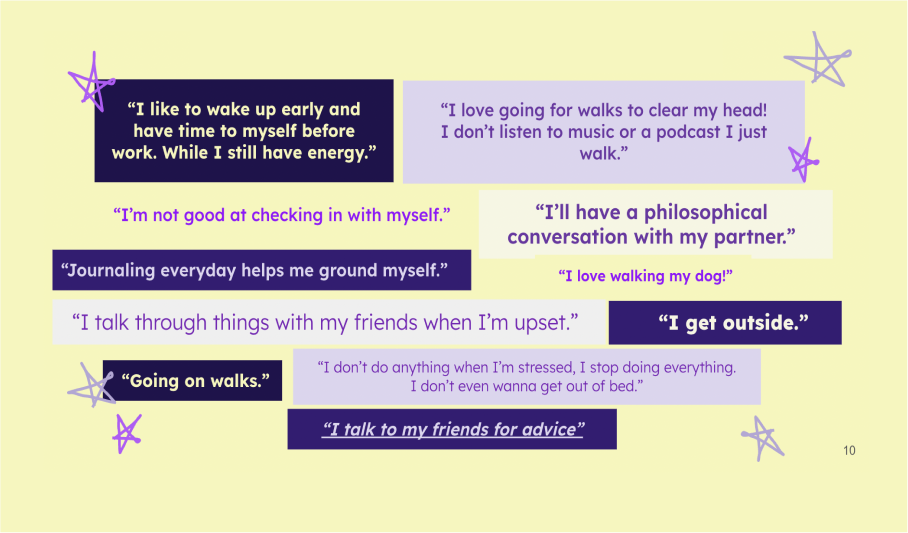 “I like to wake up early and
have time to myself before
work. While I still have energy.”
“I love going for walks to clear my head!
I don’t listen to music or a podcast I just
walk.”
“I’m not good at checking in with myself.”
“I’ll have a philosophical
conversation with my partner.”
“Journaling everyday helps me ground myself.”
“I love walking my dog!”
“I talk through things with my friends when I’m upset.”
“I get outside.”
“Going on walks.”
“I don’t do anything when I’m stressed, I stop doing everything.
I don’t even wanna get out of bed.”
“I talk to my friends for advice”
10